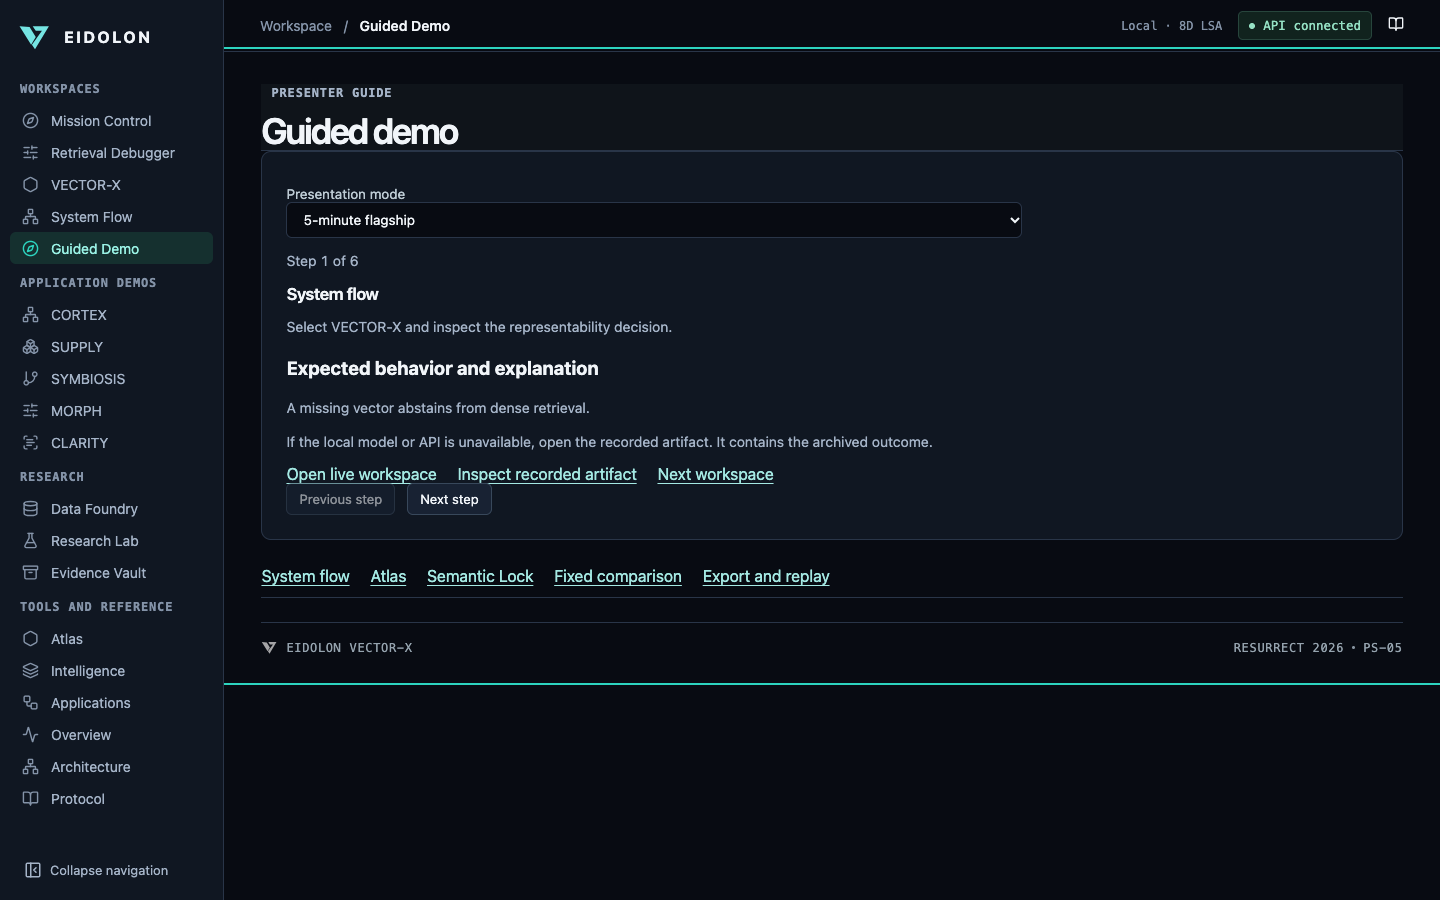 EIDOLON
WORKSPACES
Mission Control
Retrieval Debugger
VECTOR-X
System Flow
Guided Demo
APPLICATION DEMOS
CORTEX
SUPPLY
SYMBIOSIS
MORPH
CLARITY
RESEARCH
Data Foundry
Research Lab
Evidence Vault
TOOLS AND REFERENCE
Atlas
Intelligence
Applications
Overview
Architecture
Protocol
Collapse navigation
Workspace / Guided Demo
Local · 8D LSA
● API connected
PRESENTER GUIDE
Guided demo
Presentation mode
5-minute flagship
Step 1 of 6
System flow
Select VECTOR-X and inspect the representability decision.
Expected behavior and explanation
A missing vector abstains from dense retrieval.
If the local model or API is unavailable, open the recorded artifact. It contains the archived outcome.
Open live workspace Inspect recorded artifact Next workspace
Previous step Next step
System flow Atlas Semantic Lock Fixed comparison Export and replay
EIDOLON VECTOR-X
RESURRECT 2026 • PS-05